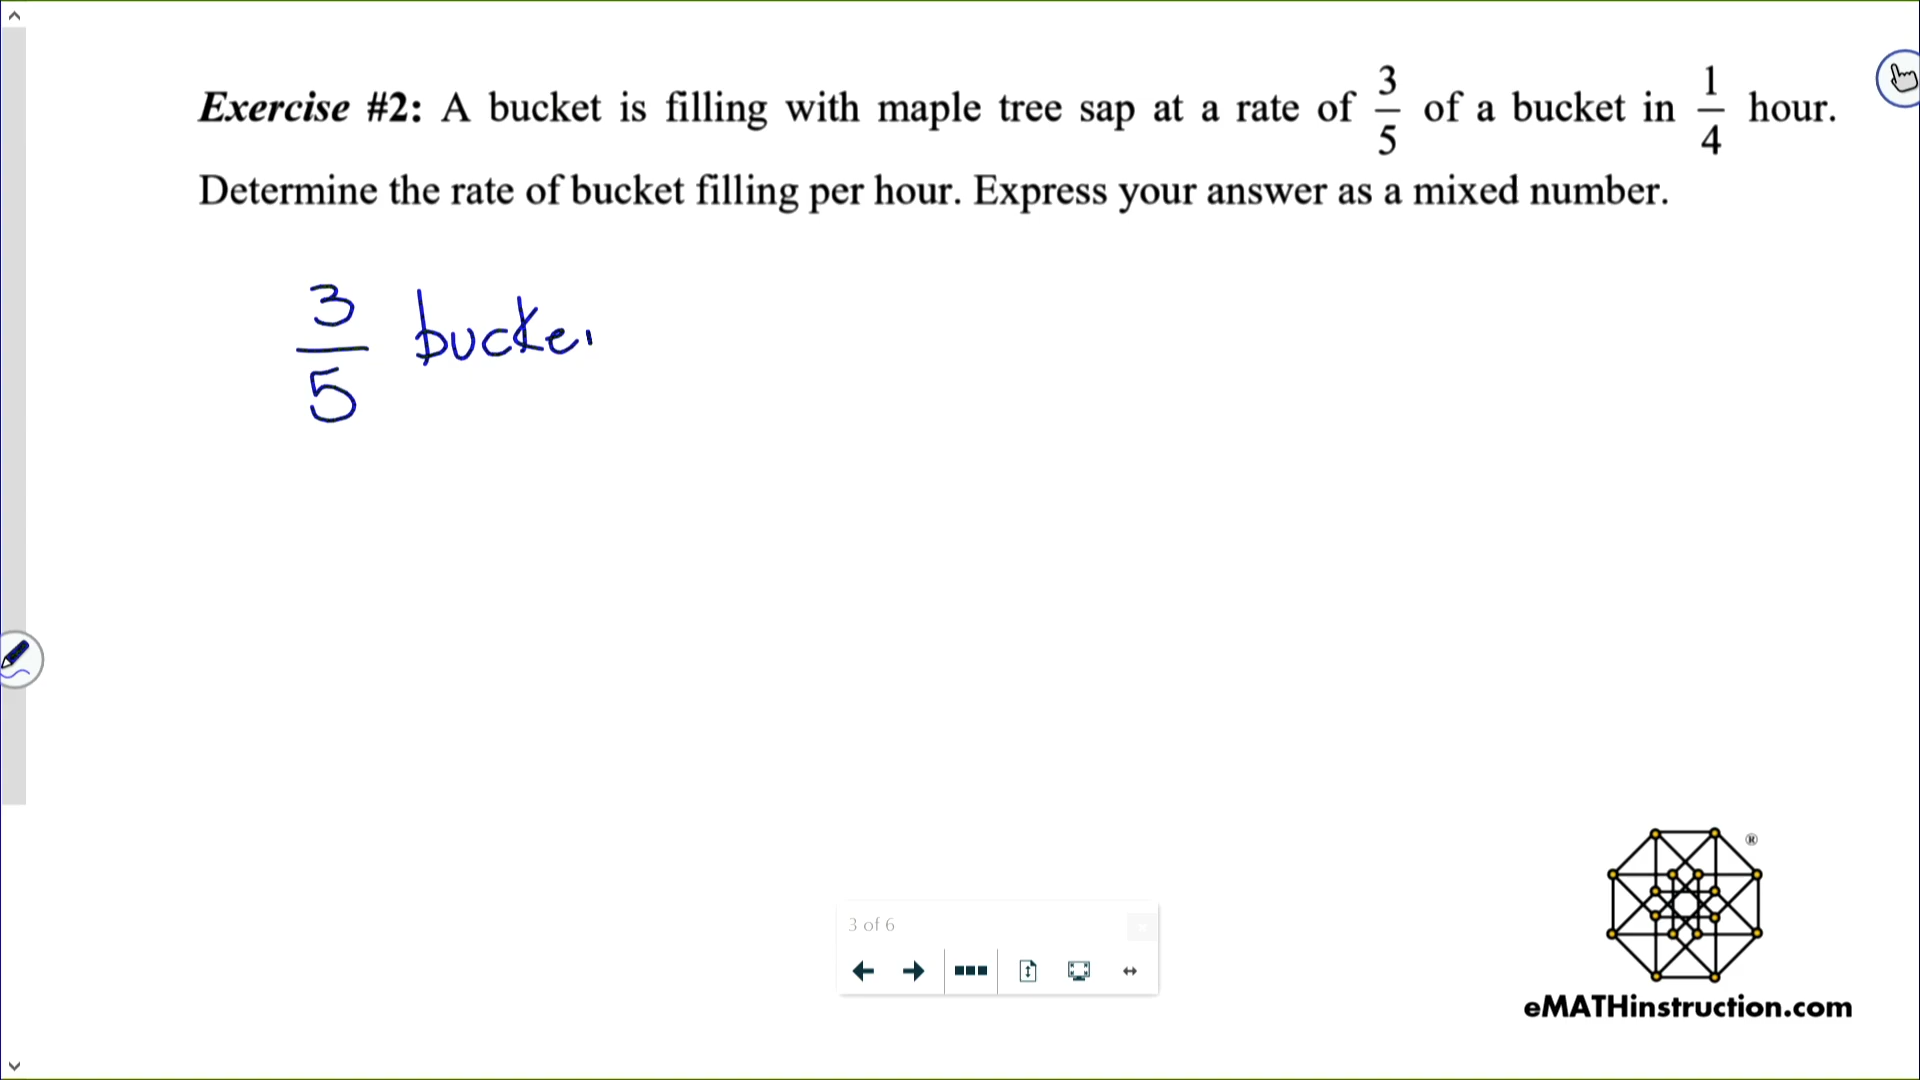 Exercise #2: A bucket is filling with maple tree sap at a rate of 3/5 of a bucket in 1/4 hour.
Determine the rate of bucket filling per hour. Express your answer as a mixed number.
3/5 bucke
3 of 6
®
eMATHinstruction.com